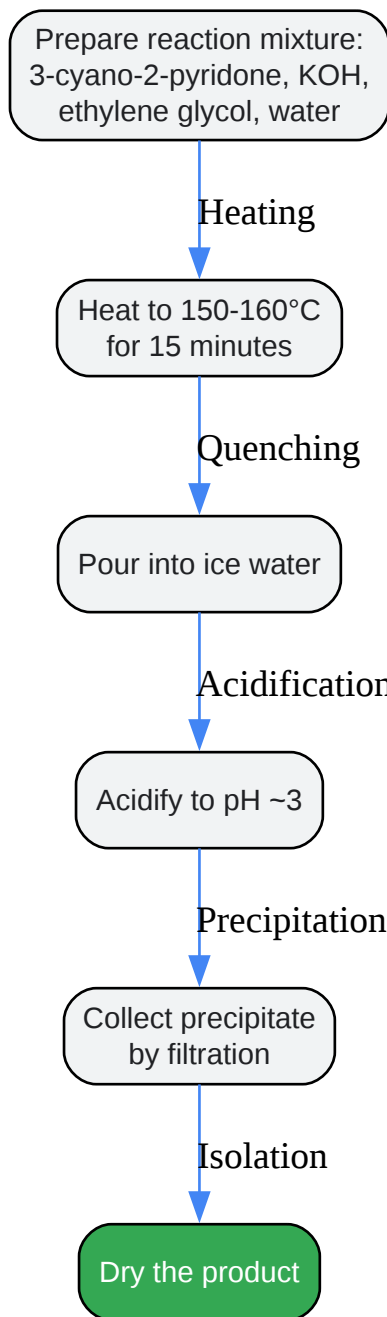 Prepare reaction mixture:
3-cyano-2-pyridone, KOH,
ethylene glycol, water
Heating
Heat to 150-160°C
for 15 minutes
Quenching
Pour into ice water
Acidification
Acidify to pH ~3
Precipitation
Collect precipitate
by filtration
Isolation
Dry the product